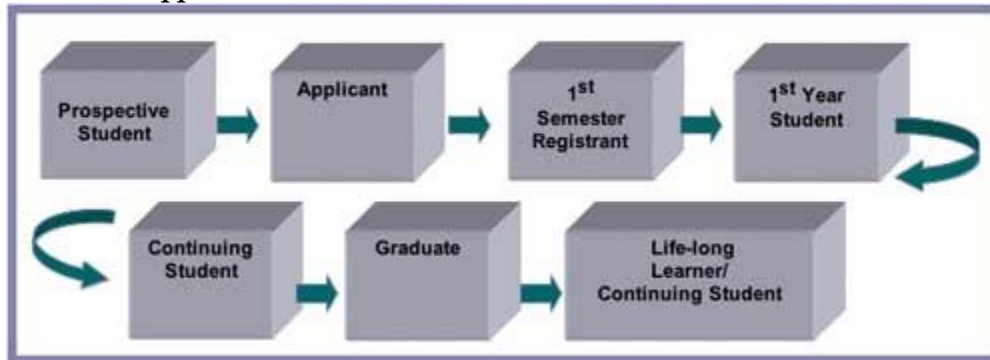 Prospective
Student
Applicant
1st
Semester
Registrant
1st Year
Student
Continuing
Student
Graduate
Life-long
Learner/
Continuing Student